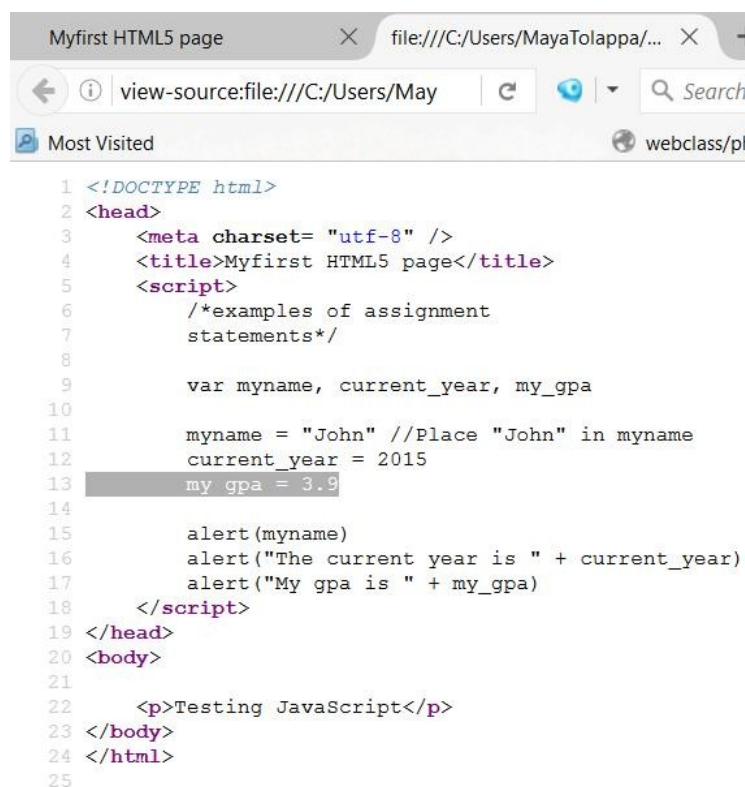 Myfirst HTML5 page file:///C:/Users/MayaTolappa/...
view-source:file:///C:/Users/May Search
Most Visited webclass/ph
1 <!DOCTYPE html>
2 <head>
3 <meta charset= "utf-8" />
4 <title>Myfirst HTML5 page</title>
5 <script>
6 /*examples of assignment
7 statements*/
8
9 var myname, current_year, my_gpa
10
11 myname = "John" //Place "John" in myname
12 current_year = 2015
13 my gpa = 3.9
14
15 alert(myname)
16 alert("The current year is " + current_year)
17 alert("My gpa is " + my_gpa)
18 </script>
19 </head>
20 <body>
21
22 <p>Testing JavaScript</p>
23 </body>
24 </html>
25